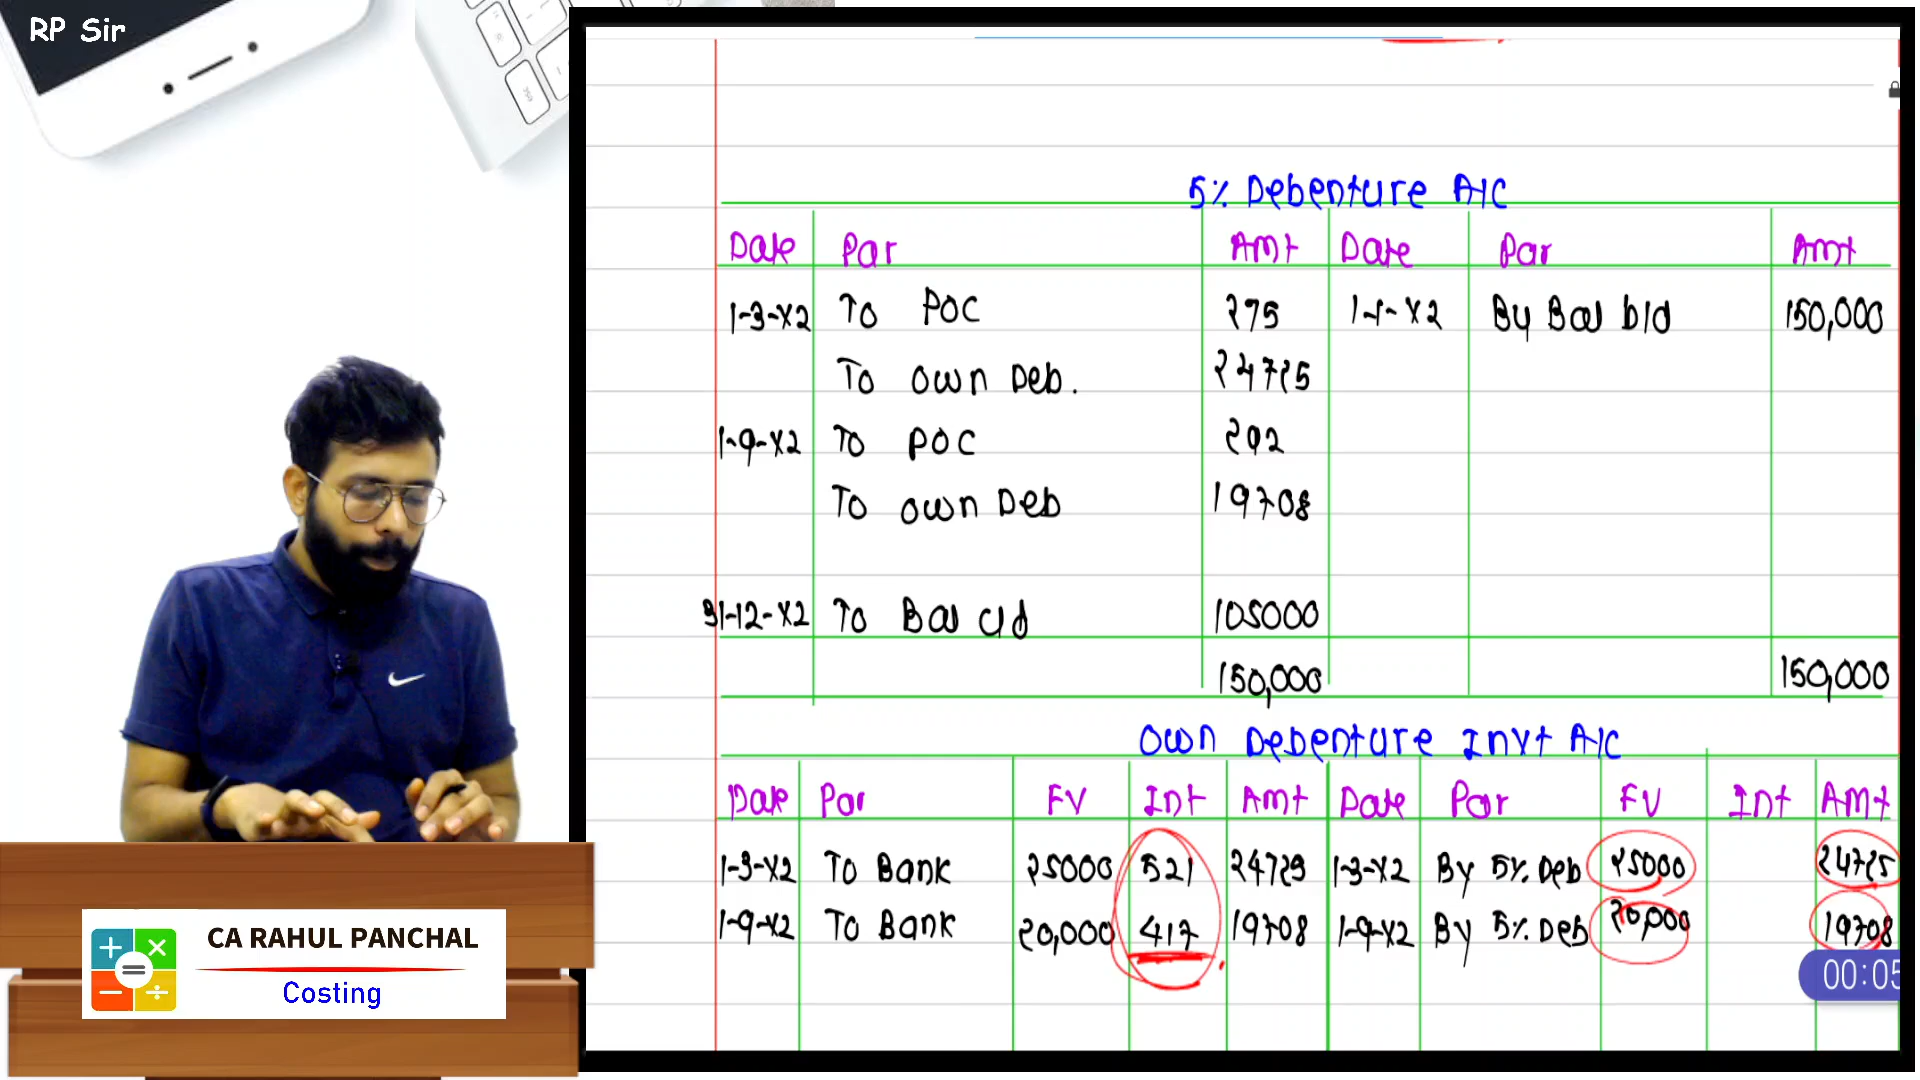 RP Sir
5% Debenture A/C
Date Par Amt Date Par Amt
1-3-X2 To POC 275 1-1-X2 By Bal b/d 150,000
To own Deb. 24725
1-9-X2 To POC 292
To own Deb 19708
31-12-X2 To Bal c/d 105000
150,000 150,000
Own Debenture Invt A/C
Date Par FV Int Amt Date Par FV Int Amt
1-3-X2 To Bank 25000 521 24725 1-3-X2 By 5% Deb 25000 24725
1-9-X2 To Bank 20,000 417 19708 1-9-X2 By 5% Deb 20,000 19708
CA RAHUL PANCHAL
Costing
00:05